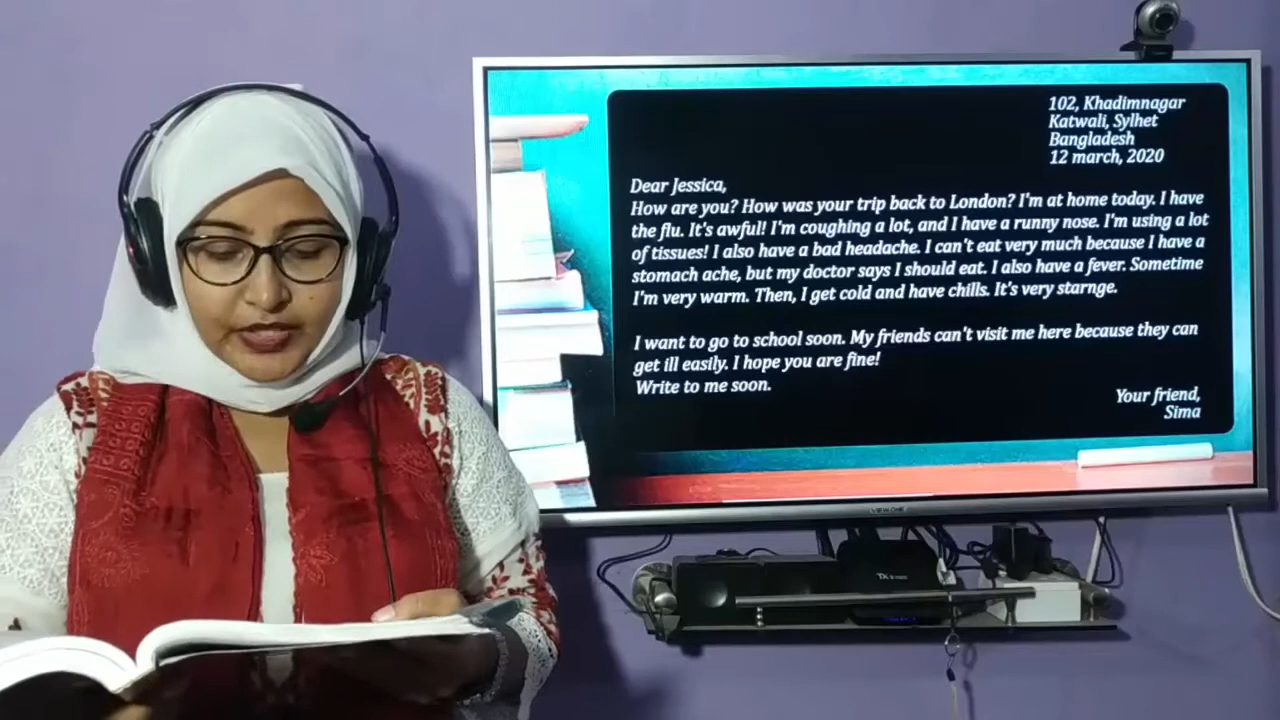 102, Khadimnagar
Katwali, Sylhet
Bangladesh
12 march, 2020
Dear Jessica,
How are you? How was your trip back to London? I'm at home today. I have
the flu. It's awful! I'm coughing a lot, and I have a runny nose. I'm using a lot
of tissues! I also have a bad headache. I can't eat very much because I have a
stomach ache, but my doctor says I should eat. I also have a fever. Sometime
I'm very warm. Then, I get cold and have chills. It's very starnge.
I want to go to school soon. My friends can't visit me here because they can
get ill easily. I hope you are fine!
Write to me soon.
Your friend,
Sima